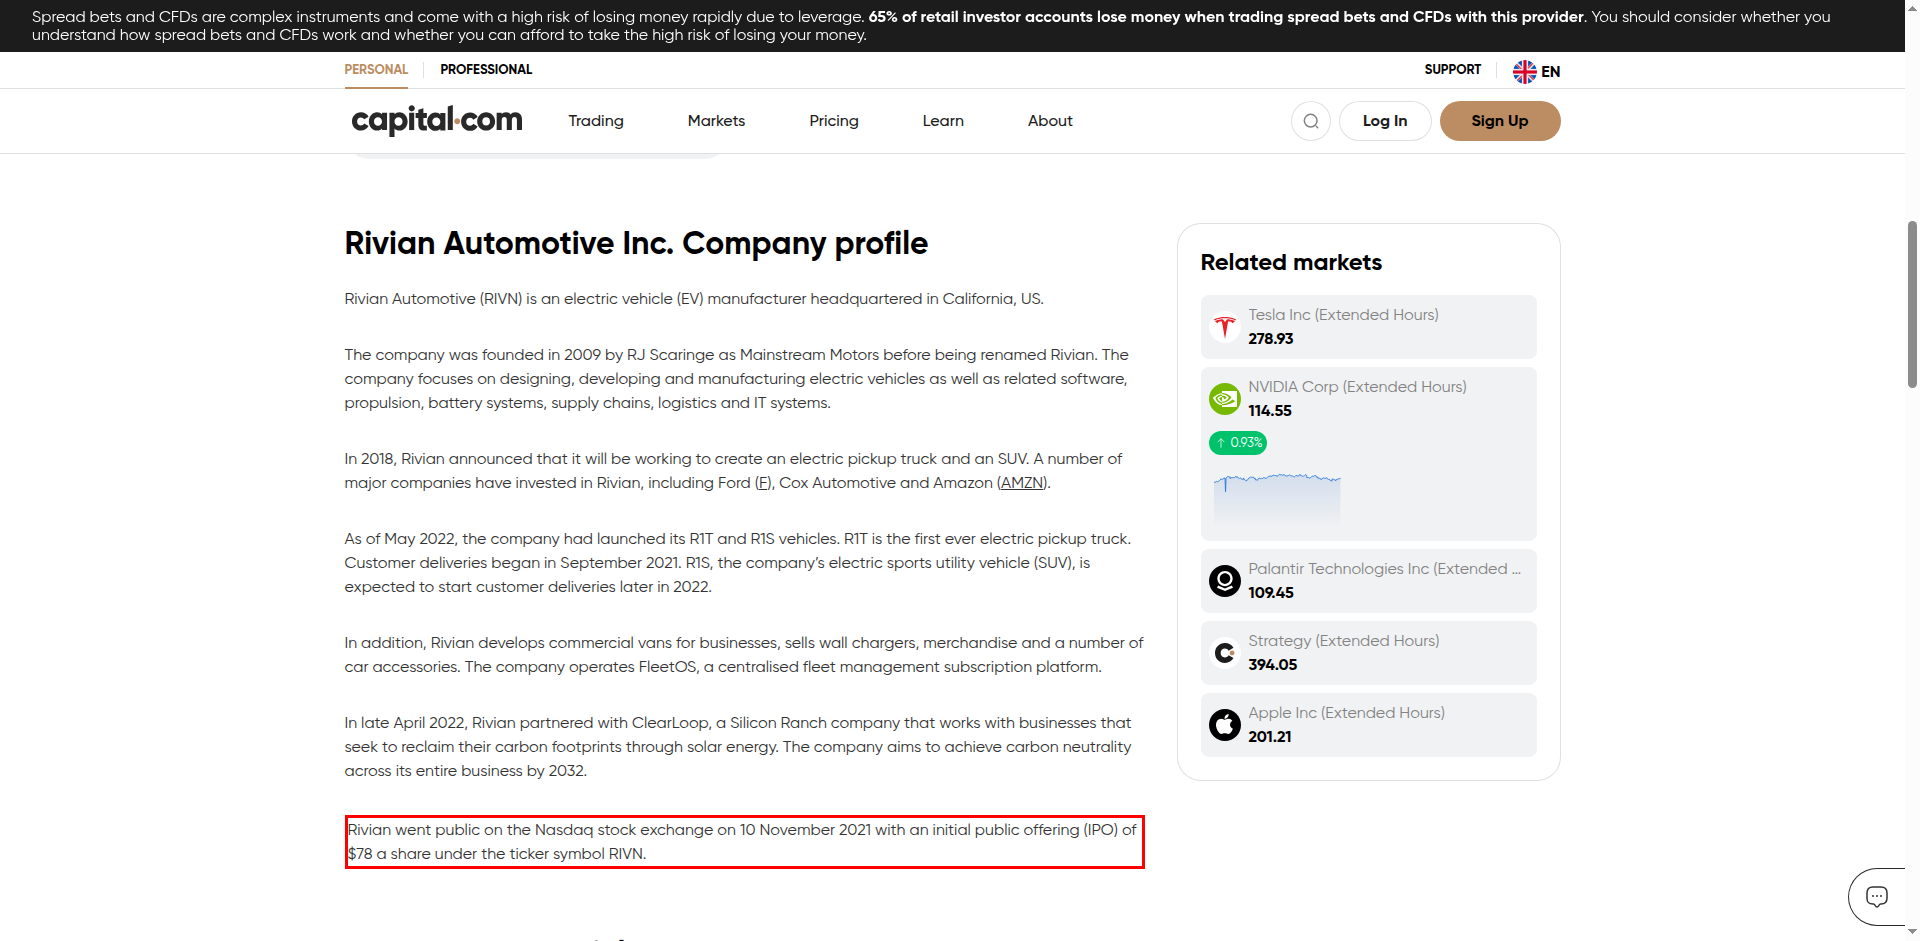 Spread bets and CFDs are complex instruments and come with a high risk of losing money rapidly due to leverage. 65% of retail investor accounts lose money when trading spread bets and CFDs with this provider. You should consider whether you
understand how spread bets and CFDs work and whether you can afford to take the high risk of losing your money.
PERSONAL PROFESSIONAL SUPPORT EN
capital.com Trading Markets Pricing Learn About Log In Sign Up
Rivian Automotive Inc. Company profile
Rivian Automotive (RIVN) is an electric vehicle (EV) manufacturer headquartered in California, US.
The company was founded in 2009 by RJ Scaringe as Mainstream Motors before being renamed Rivian. The
company focuses on designing, developing and manufacturing electric vehicles as well as related software,
propulsion, battery systems, supply chains, logistics and IT systems.
In 2018, Rivian announced that it will be working to create an electric pickup truck and an SUV. A number of
major companies have invested in Rivian, including Ford (F), Cox Automotive and Amazon (AMZN).
As of May 2022, the company had launched its R1T and R1S vehicles. R1T is the first ever electric pickup truck.
Customer deliveries began in September 2021. R1S, the company’s electric sports utility vehicle (SUV), is
expected to start customer deliveries later in 2022.
In addition, Rivian develops commercial vans for businesses, sells wall chargers, merchandise and a number of
car accessories. The company operates FleetOS, a centralised fleet management subscription platform.
In late April 2022, Rivian partnered with ClearLoop, a Silicon Ranch company that works with businesses that
seek to reclaim their carbon footprints through solar energy. The company aims to achieve carbon neutrality
across its entire business by 2032.
Rivian went public on the Nasdaq stock exchange on 10 November 2021 with an initial public offering (IPO) of
$78 a share under the ticker symbol RIVN.
Related markets
Tesla Inc (Extended Hours)
278.93
NVIDIA Corp (Extended Hours)
114.55
↑ 0.93%
Palantir Technologies Inc (Extended ...
109.45
Strategy (Extended Hours)
394.05
Apple Inc (Extended Hours)
201.21